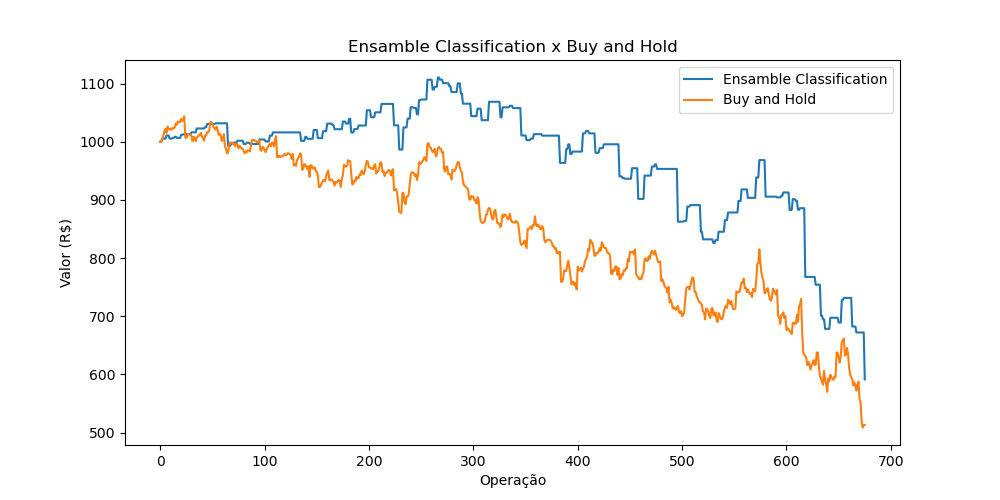 Ensamble Classification x Buy and Hold
Ensamble Classification
Buy and Hold
Valor (R$)
1100
1000
900
800
700
600
500
0 100 200 300 400 500 600 700
Operação